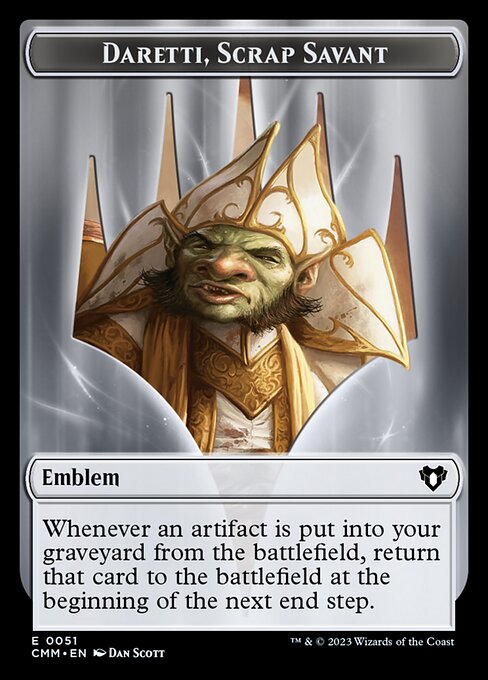 Daretti, Scrap Savant
Emblem
Whenever an artifact is put into your
graveyard from the battlefield, return
that card to the battlefield at the
beginning of the next end step.
E 0051
™ & © 2023 Wizards of the Coast
CMM • EN Dan Scott